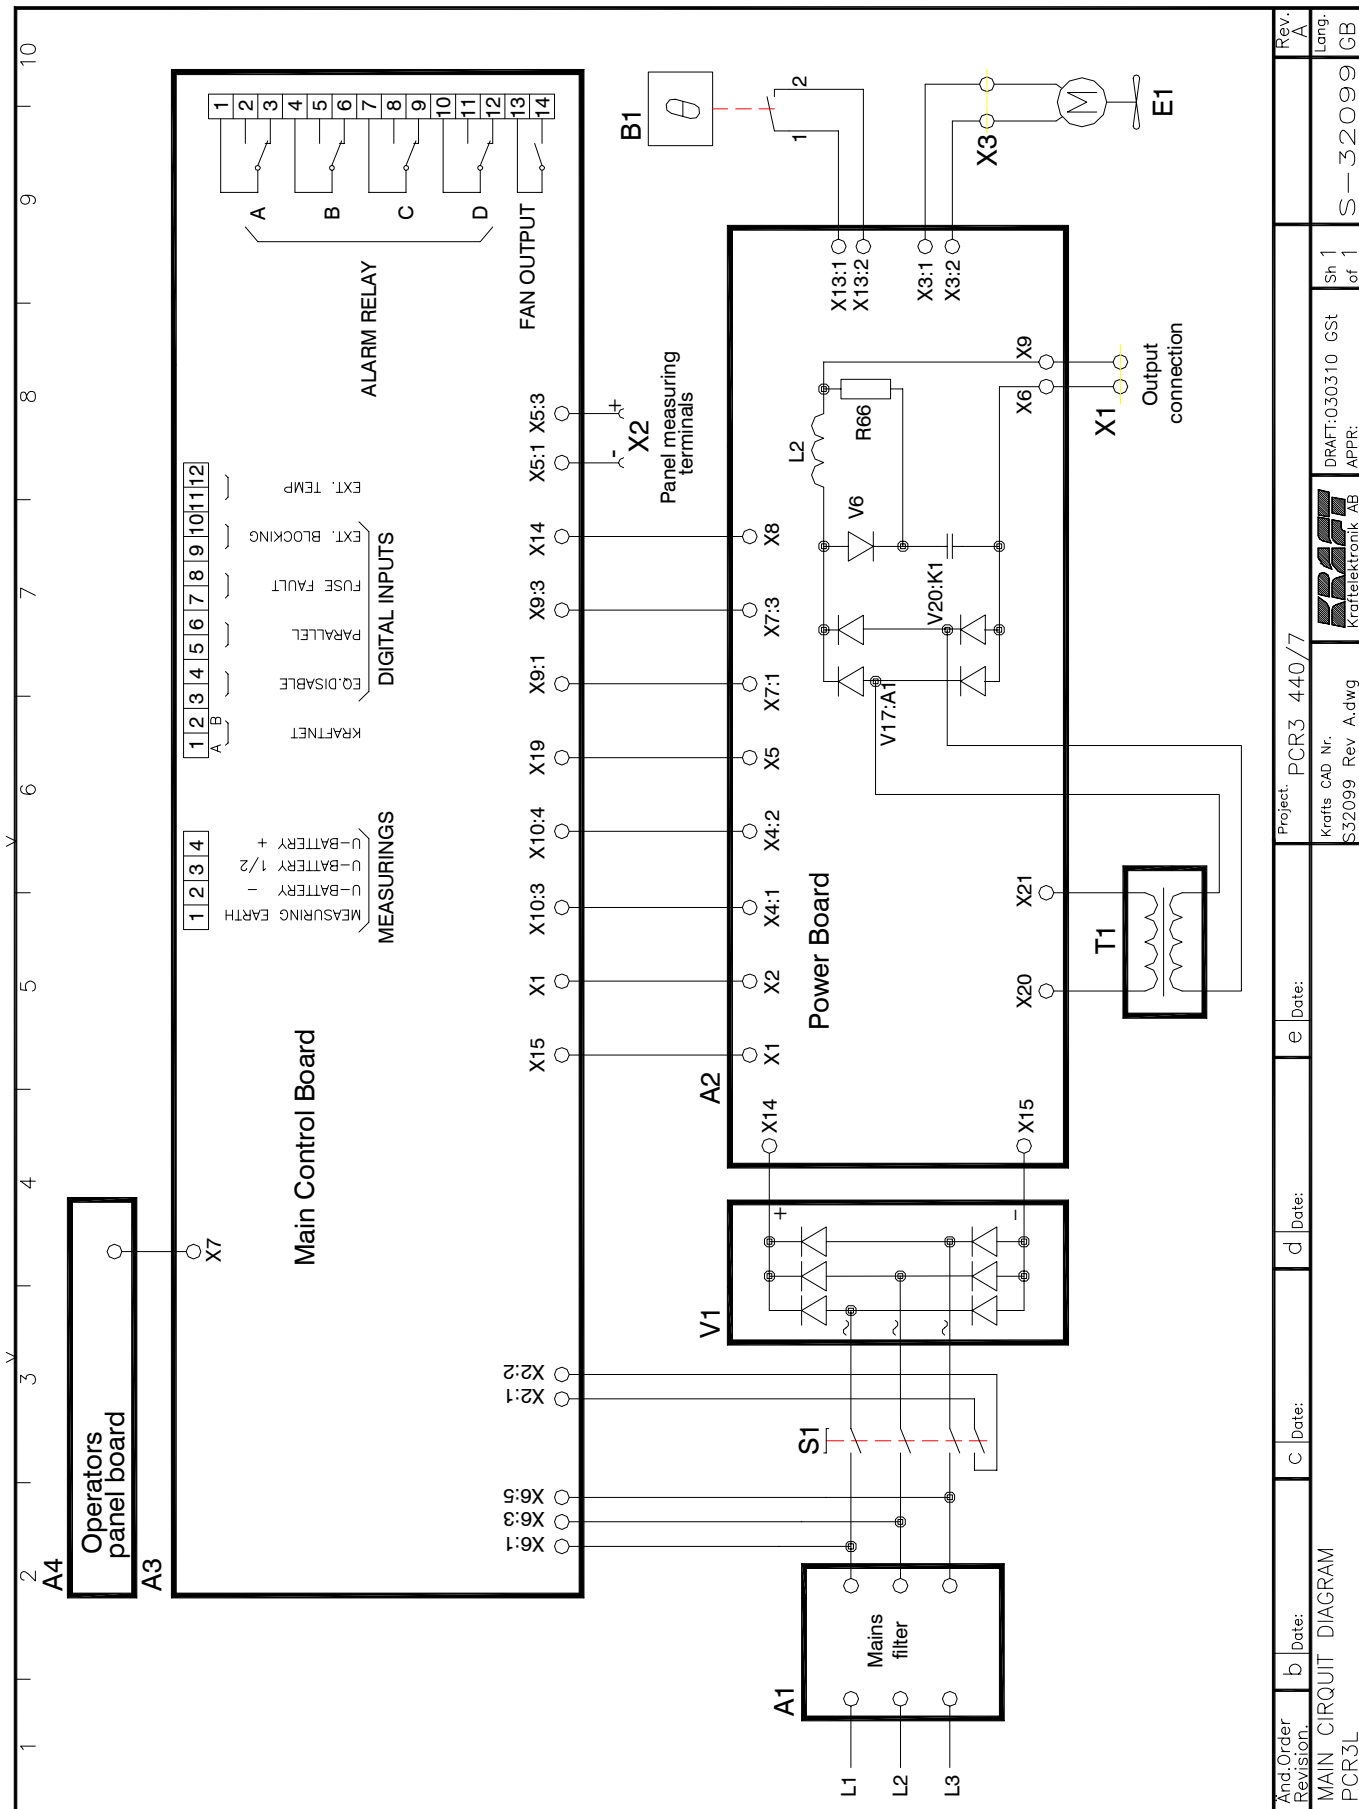 1
2
3
4
5
6
7
8
9
10
A4
Operators
panel board
A3
X7
Main Control Board
1
2
3
4
MEASURING EARTH
U-BATTERY -
U-BATTERY 1/2
U-BATTERY +
MEASURINGS
1
2
3
4
5
6
7
8
9
10
11
12
A
B
KRAFTNET
EQ.DISABLE
PARALLEL
FUSE FAULT
EXT. BLOCKING
EXT. TEMP
DIGITAL INPUTS
1
2
3
4
5
6
7
8
9
10
11
12
13
14
A
B
C
D
ALARM RELAY
FAN OUTPUT
X6:1
X6:3
X6:5
X2:1
X2:2
X15
X1
X10:3
X10:4
X19
X9:1
X9:3
X14
X5:1
X5:3
-
+
X2
Panel measuring
terminals
B1
θ
1
2
A2
X1
X2
X4:1
X4:2
X5
X7:1
X7:3
X8
Power Board
X14
X15
X20
X21
T1
V17:A1
V20:K1
V6
L2
R66
X6
X9
X1
Output
connection
X13:1
X13:2
X3:1
X3:2
X3
M
E1
V1
+
-
~
~
~
S1
A1
Mains
filter
L1
L2
L3
And.Order
Revision.
b
Date:
c
Date:
d
Date:
e
Date:
Project.
PCR3 440/7
Rev.
A
MAIN CIRQUIT DIAGRAM
PCR3L
Krafts CAD Nr.
S32099 Rev A.dwg
KRAFT
Kraftelektronik AB
DRAFT:030310 GSt
APPR:
Sh 1
of 1
S-32099
Lang.
GB